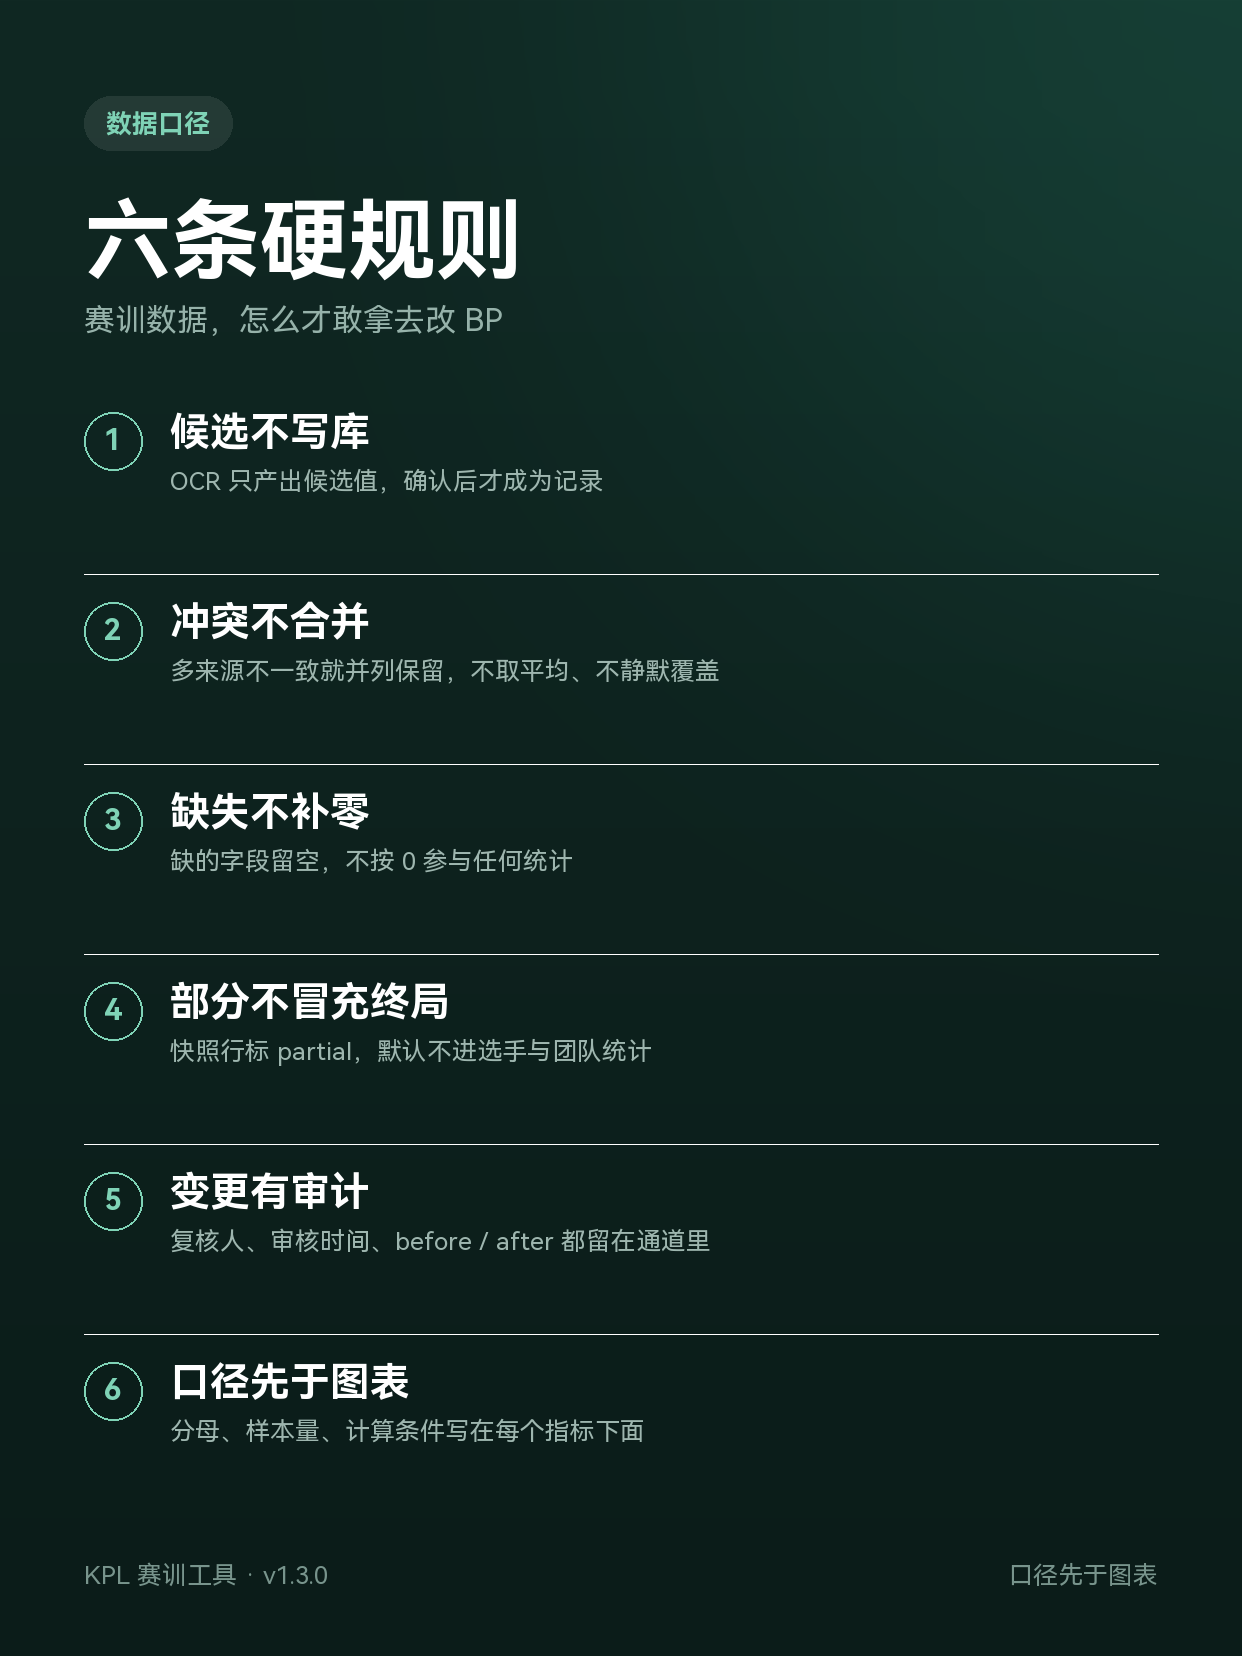 数据口径
六条硬规则
赛训数据，怎么才敢拿去改 BP
1 候选不写库
OCR 只产出候选值，确认后才成为记录
2 冲突不合并
多来源不一致就并列保留，不取平均、不静默覆盖
3 缺失不补零
缺的字段留空，不按 0 参与任何统计
4 部分不冒充终局
快照行标 partial，默认不进选手与团队统计
5 变更有审计
复核人、审核时间、before / after 都留在通道里
6 口径先于图表
分母、样本量、计算条件写在每个指标下面
KPL 赛训工具 · v1.3.0
口径先于图表